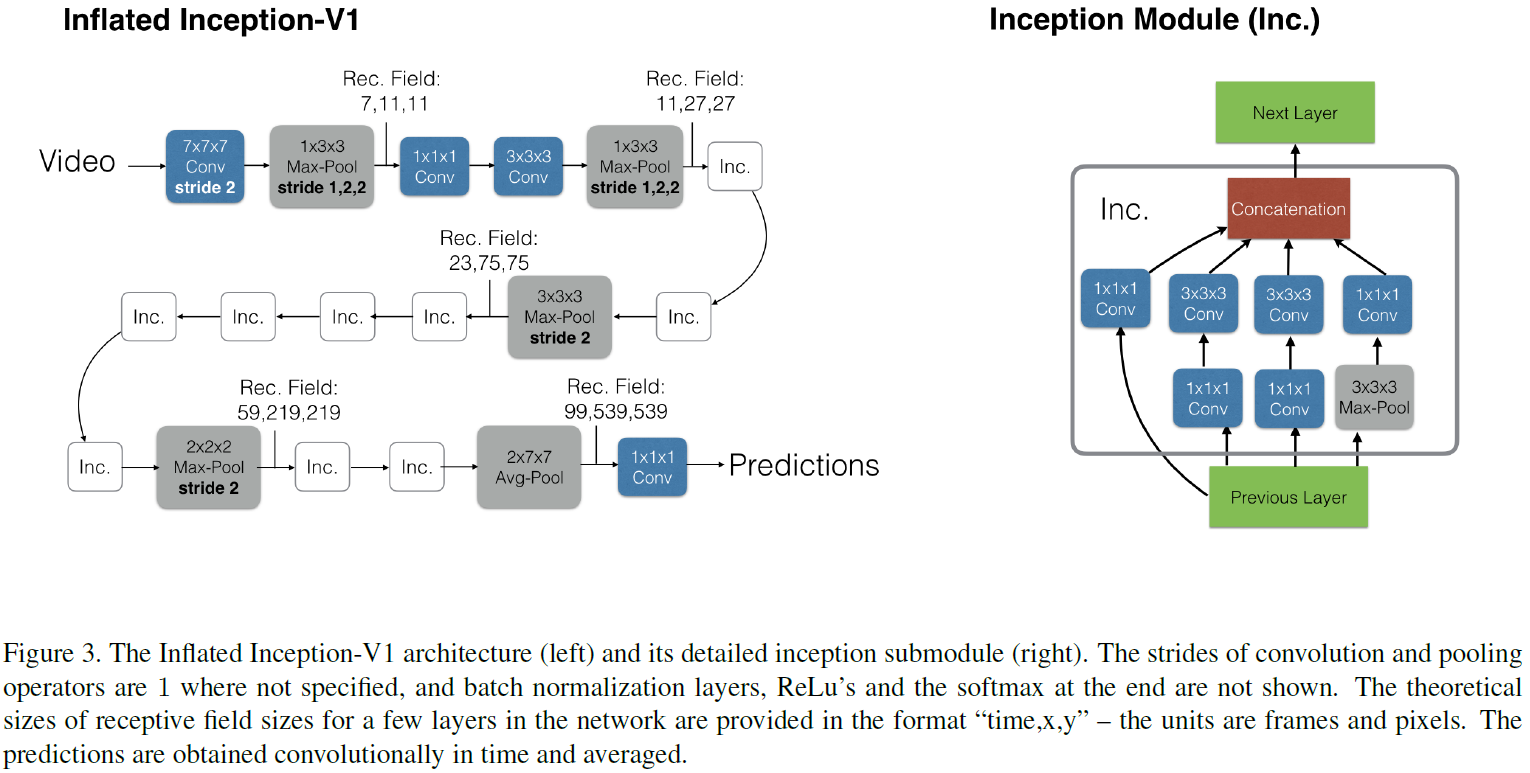 Inflated Inception-V1
Rec. Field:
7,11,11
Rec. Field:
11,27,27
Video
7x7x7
Conv
stride 2
1x3x3
Max-Pool
stride 1,2,2
1x1x1
Conv
3x3x3
Conv
1x3x3
Max-Pool
stride 1,2,2
Inc.
Rec. Field:
23,75,75
Inc.
Inc.
Inc.
Inc.
3x3x3
Max-Pool
stride 2
Inc.
Rec. Field:
59,219,219
Rec. Field:
99,539,539
Inc.
2x2x2
Max-Pool
stride 2
Inc.
Inc.
2x7x7
Avg-Pool
1x1x1
Conv
Predictions
Inception Module (Inc.)
Next Layer
Inc.
Concatenation
1x1x1
Conv
3x3x3
Conv
3x3x3
Conv
1x1x1
Conv
1x1x1
Conv
1x1x1
Conv
3x3x3
Max-Pool
Previous Layer
Figure 3. The Inflated Inception-V1 architecture (left) and its detailed inception submodule (right). The strides of convolution and pooling
operators are 1 where not specified, and batch normalization layers, ReLu's and the softmax at the end are not shown. The theoretical
sizes of receptive field sizes for a few layers in the network are provided in the format “time,x,y” – the units are frames and pixels. The
predictions are obtained convolutionally in time and averaged.